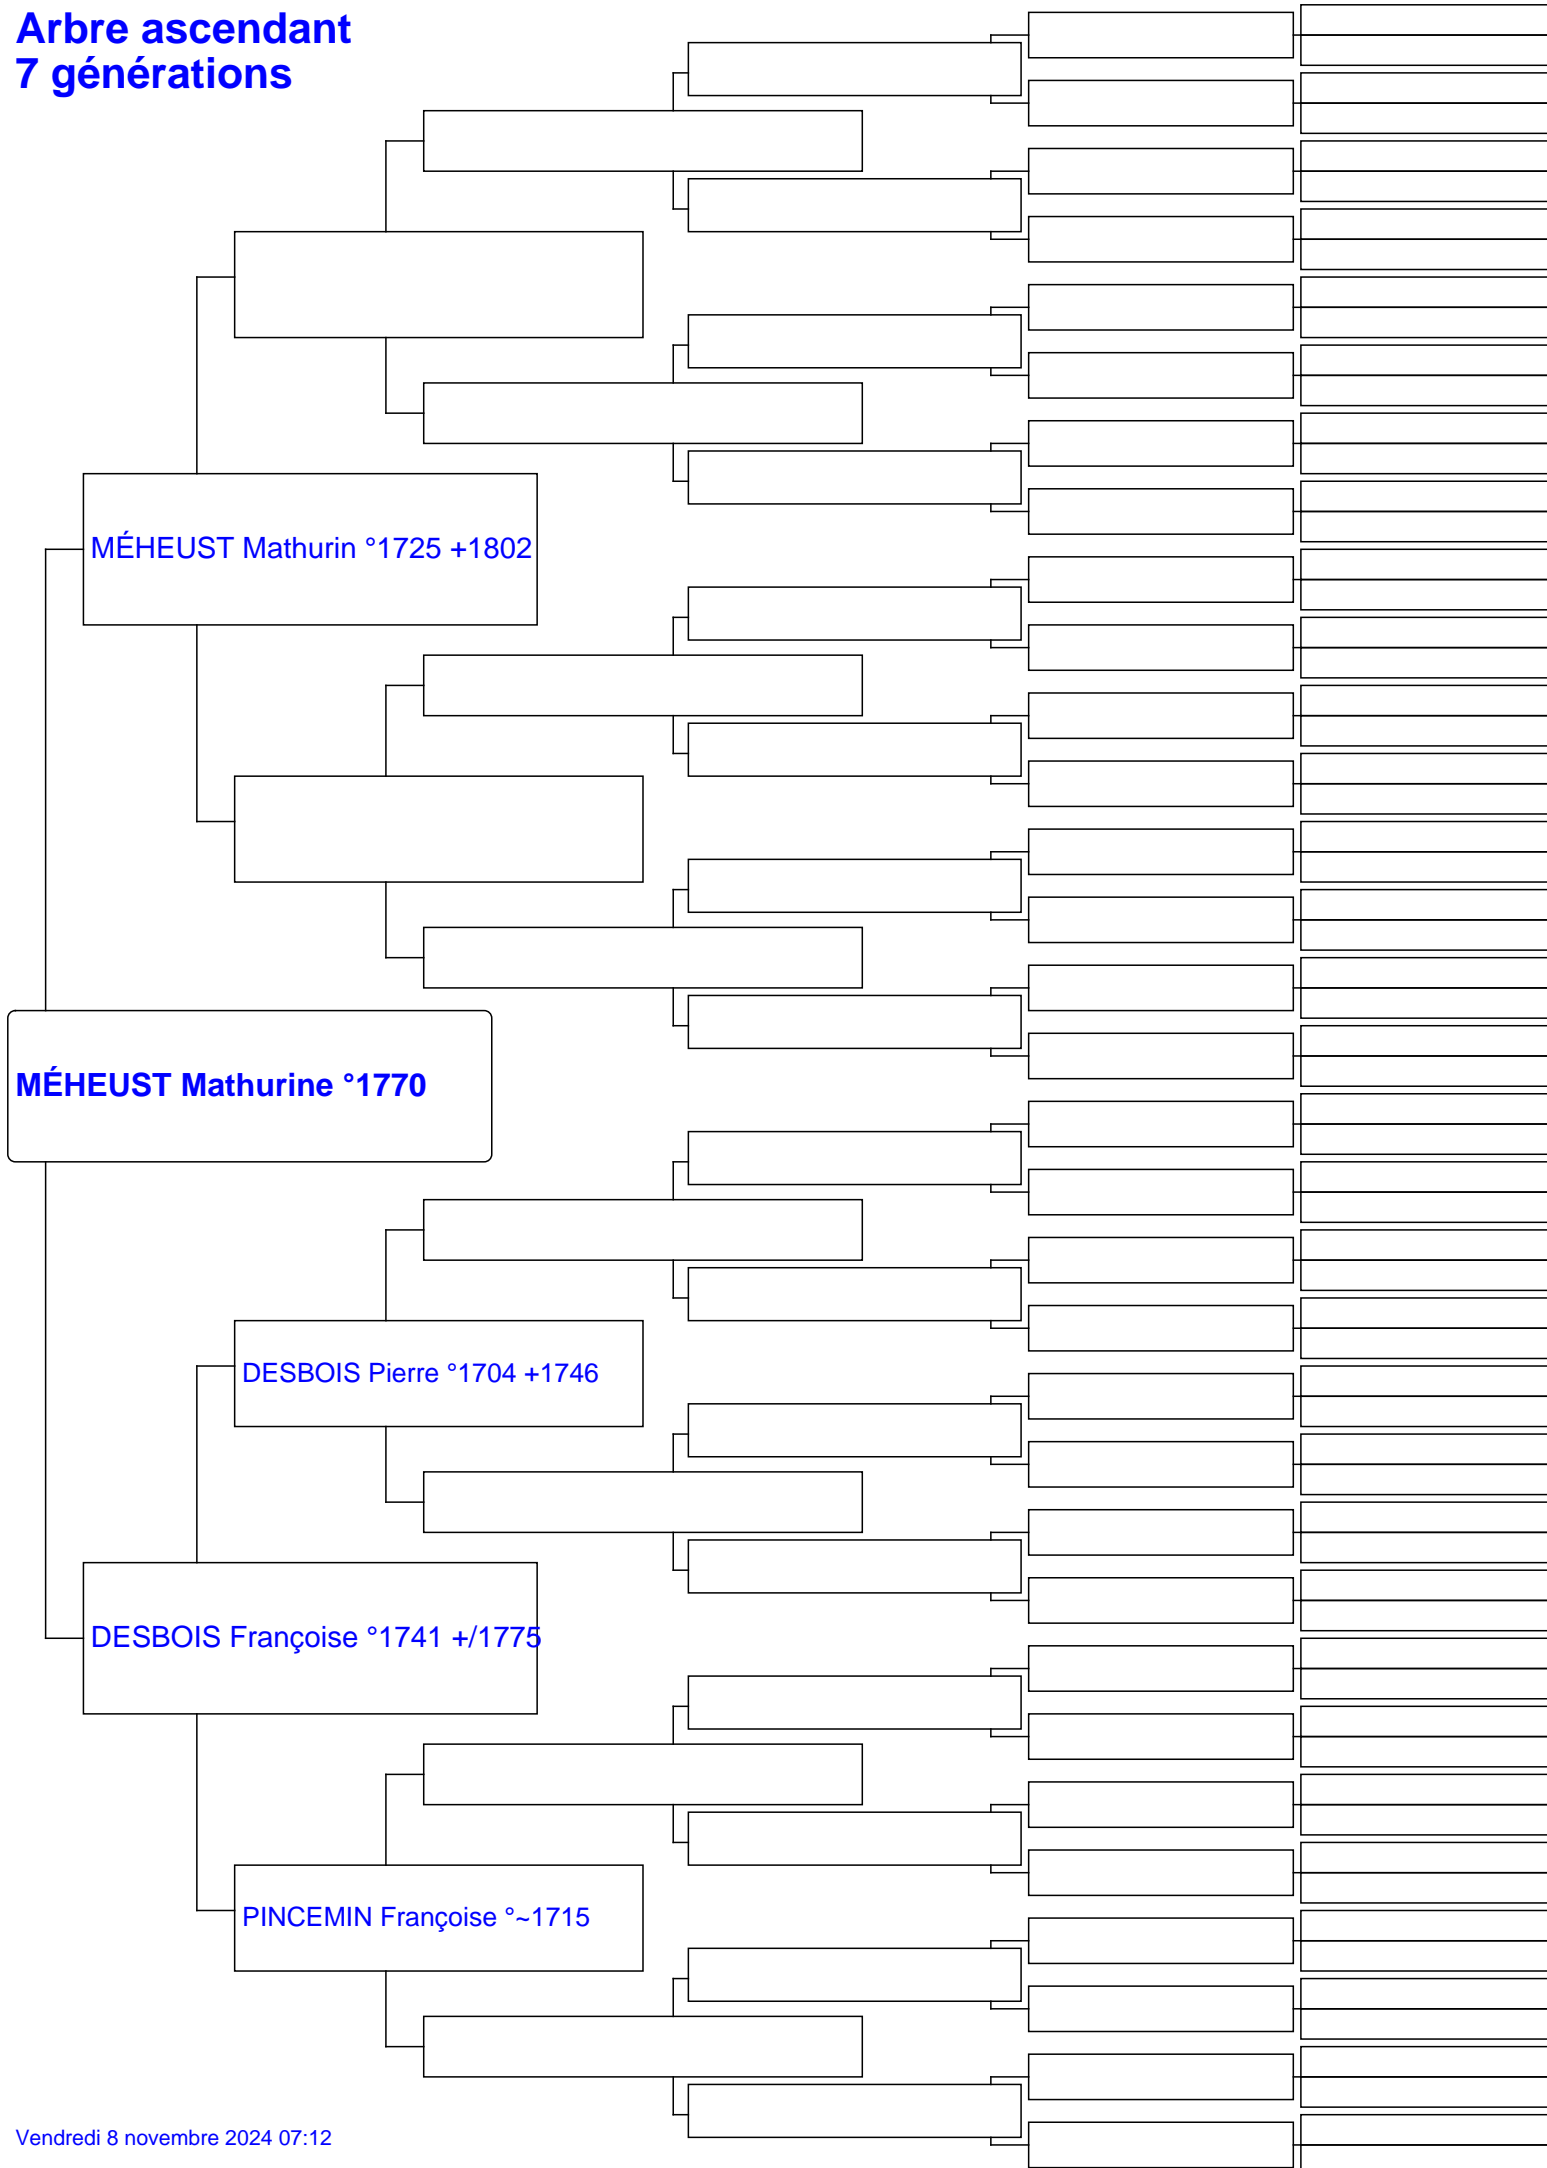 Arbre ascendant
7 générations
MÉHEUST Mathurin °1725 +1802
MÉHEUST Mathurine °1770
DESBOIS Pierre °1704 +1746
DESBOIS Françoise °1741 +/1775
PINCEMIN Françoise °~1715
Vendredi 8 novembre 2024 07:12